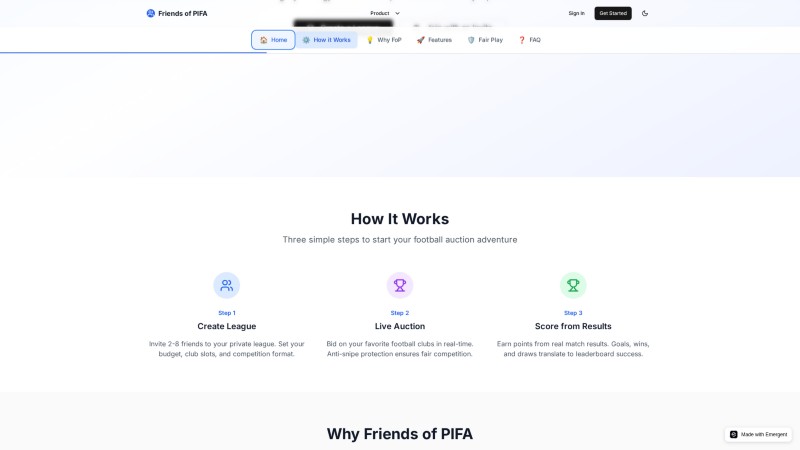 Friends of PIFA
Product
Sign In
Get Started
🏠 Home
⚙️ How it Works
💡 Why FoP
🚀 Features
🛡️ Fair Play
❓ FAQ
How It Works
Three simple steps to start your football auction adventure
Step 1
Create League
Invite 2-8 friends to your private league. Set your
budget, club slots, and competition format.
Step 2
Live Auction
Bid on your favorite football clubs in real-time.
Anti-snipe protection ensures fair competition.
Step 3
Score from Results
Earn points from real match results. Goals, wins,
and draws translate to leaderboard success.
Why Friends of PIFA
Made with Emergent